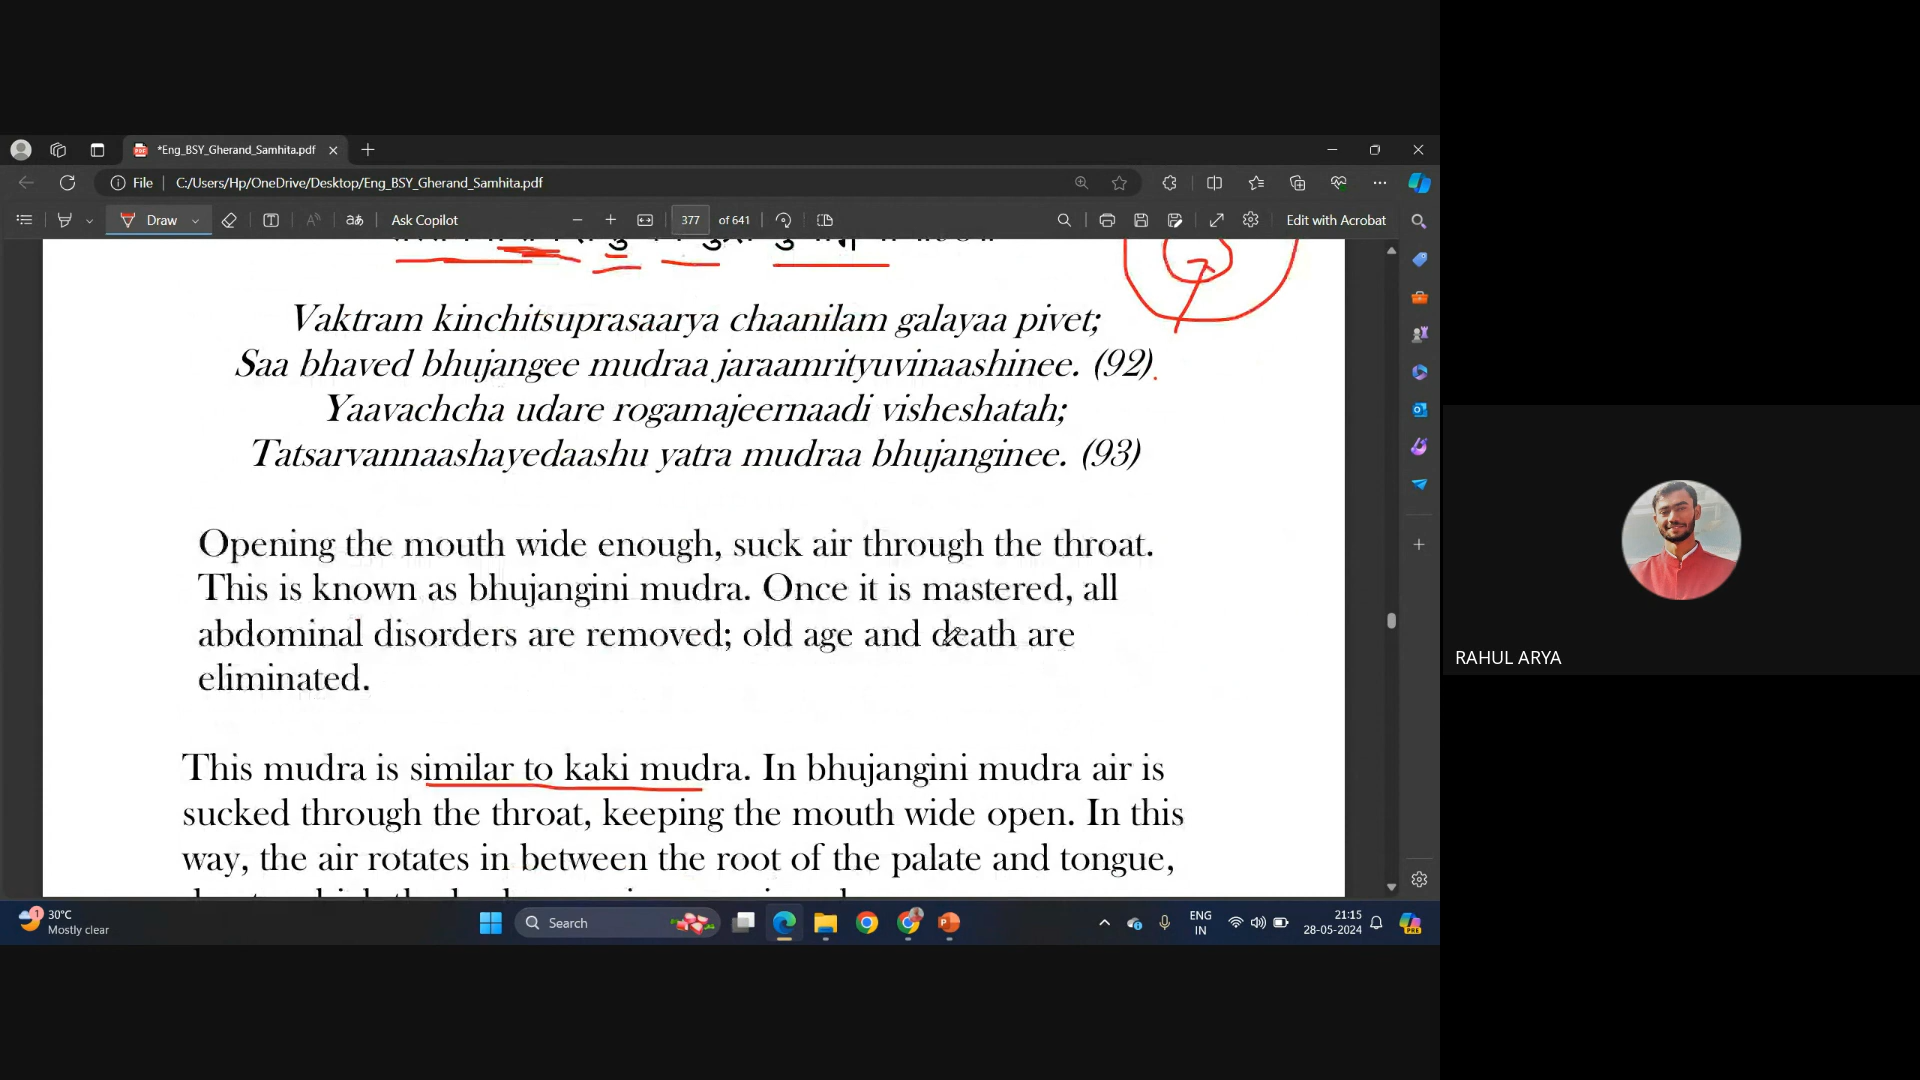 *Eng_BSY_Gherand_Samhita.pdf
File C:/Users/Hp/OneDrive/Desktop/Eng_BSY_Gherand_Samhita.pdf
Draw Ask Copilot 377 of 641 Edit with Acrobat
Vaktram kinchitsuprasaarya chaanilam galayaa pivet;
Saa bhaved bhujangee mudraa jaraamrityuvinaashinee. (92)
Yaavachcha udare rogamajeernaadi visheshatah;
Tatsarvannaashayedaashu yatra mudraa bhujanginee. (93)
Opening the mouth wide enough, suck air through the throat.
This is known as bhujangini mudra. Once it is mastered, all
abdominal disorders are removed; old age and death are
eliminated.
This mudra is similar to kaki mudra. In bhujangini mudra air is
sucked through the throat, keeping the mouth wide open. In this
way, the air rotates in between the root of the palate and tongue,
RAHUL ARYA
1
30°C
Mostly clear
Search
ENG
IN
21:15
28-05-2024
PRE